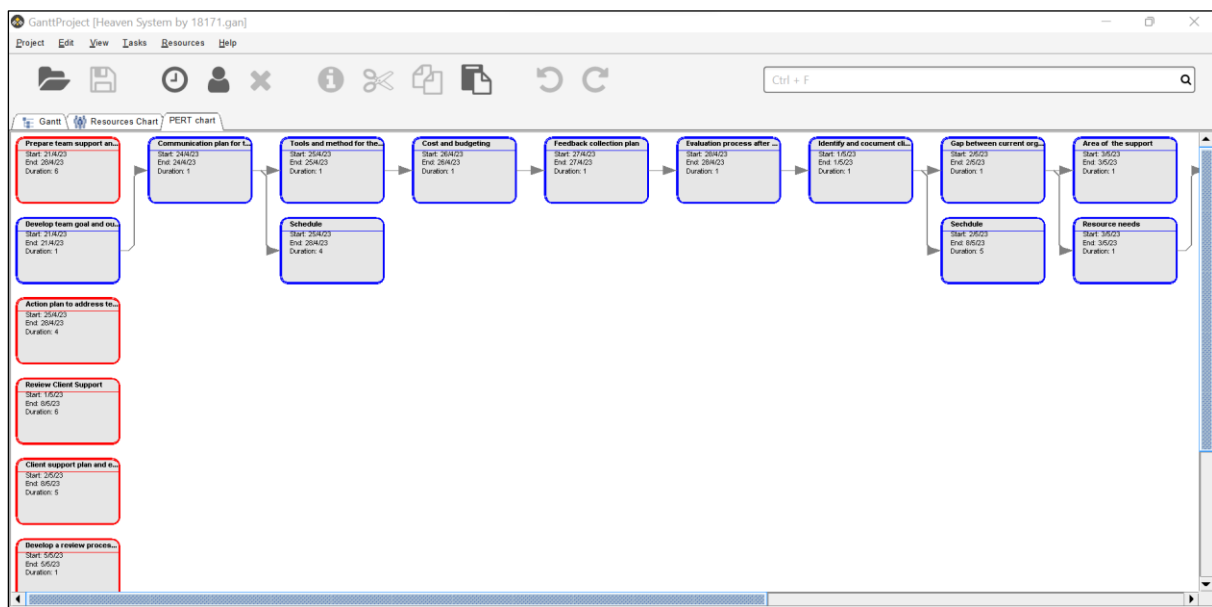 GanttProject [Heaven System by 18171.gan]
Project Edit View Tasks Resources Help
Ctrl + F
Gantt Resources Chart PERT chart
Prepare team support an...
Start: 21/4/23
End: 28/4/23
Duration: 6
Communication plan for t...
Start: 24/4/23
End: 24/4/23
Duration: 1
Tools and method for the...
Start: 25/4/23
End: 25/4/23
Duration: 1
Cost and budgeting
Start: 26/4/23
End: 26/4/23
Duration: 1
Feedback collection plan
Start: 27/4/23
End: 27/4/23
Duration: 1
Evaluation process after ...
Start: 28/4/23
End: 28/4/23
Duration: 1
Identify and document cli...
Start: 1/5/23
End: 1/5/23
Duration: 1
Gap between current org...
Start: 2/5/23
End: 2/5/23
Duration: 1
Area of the support
Start: 3/5/23
End: 3/5/23
Duration: 1
Develop team goal and ou...
Start: 21/4/23
End: 21/4/23
Duration: 1
Schedule
Start: 25/4/23
End: 28/4/23
Duration: 4
Sechdule
Start: 2/5/23
End: 8/5/23
Duration: 5
Resource needs
Start: 3/5/23
End: 3/5/23
Duration: 1
Action plan to address te...
Start: 25/4/23
End: 28/4/23
Duration: 4
Review Client Support
Start: 1/5/23
End: 8/5/23
Duration: 6
Client support plan and e...
Start: 2/5/23
End: 8/5/23
Duration: 5
Develop a review proces...
Start: 5/5/23
End: 5/5/23
Duration: 1